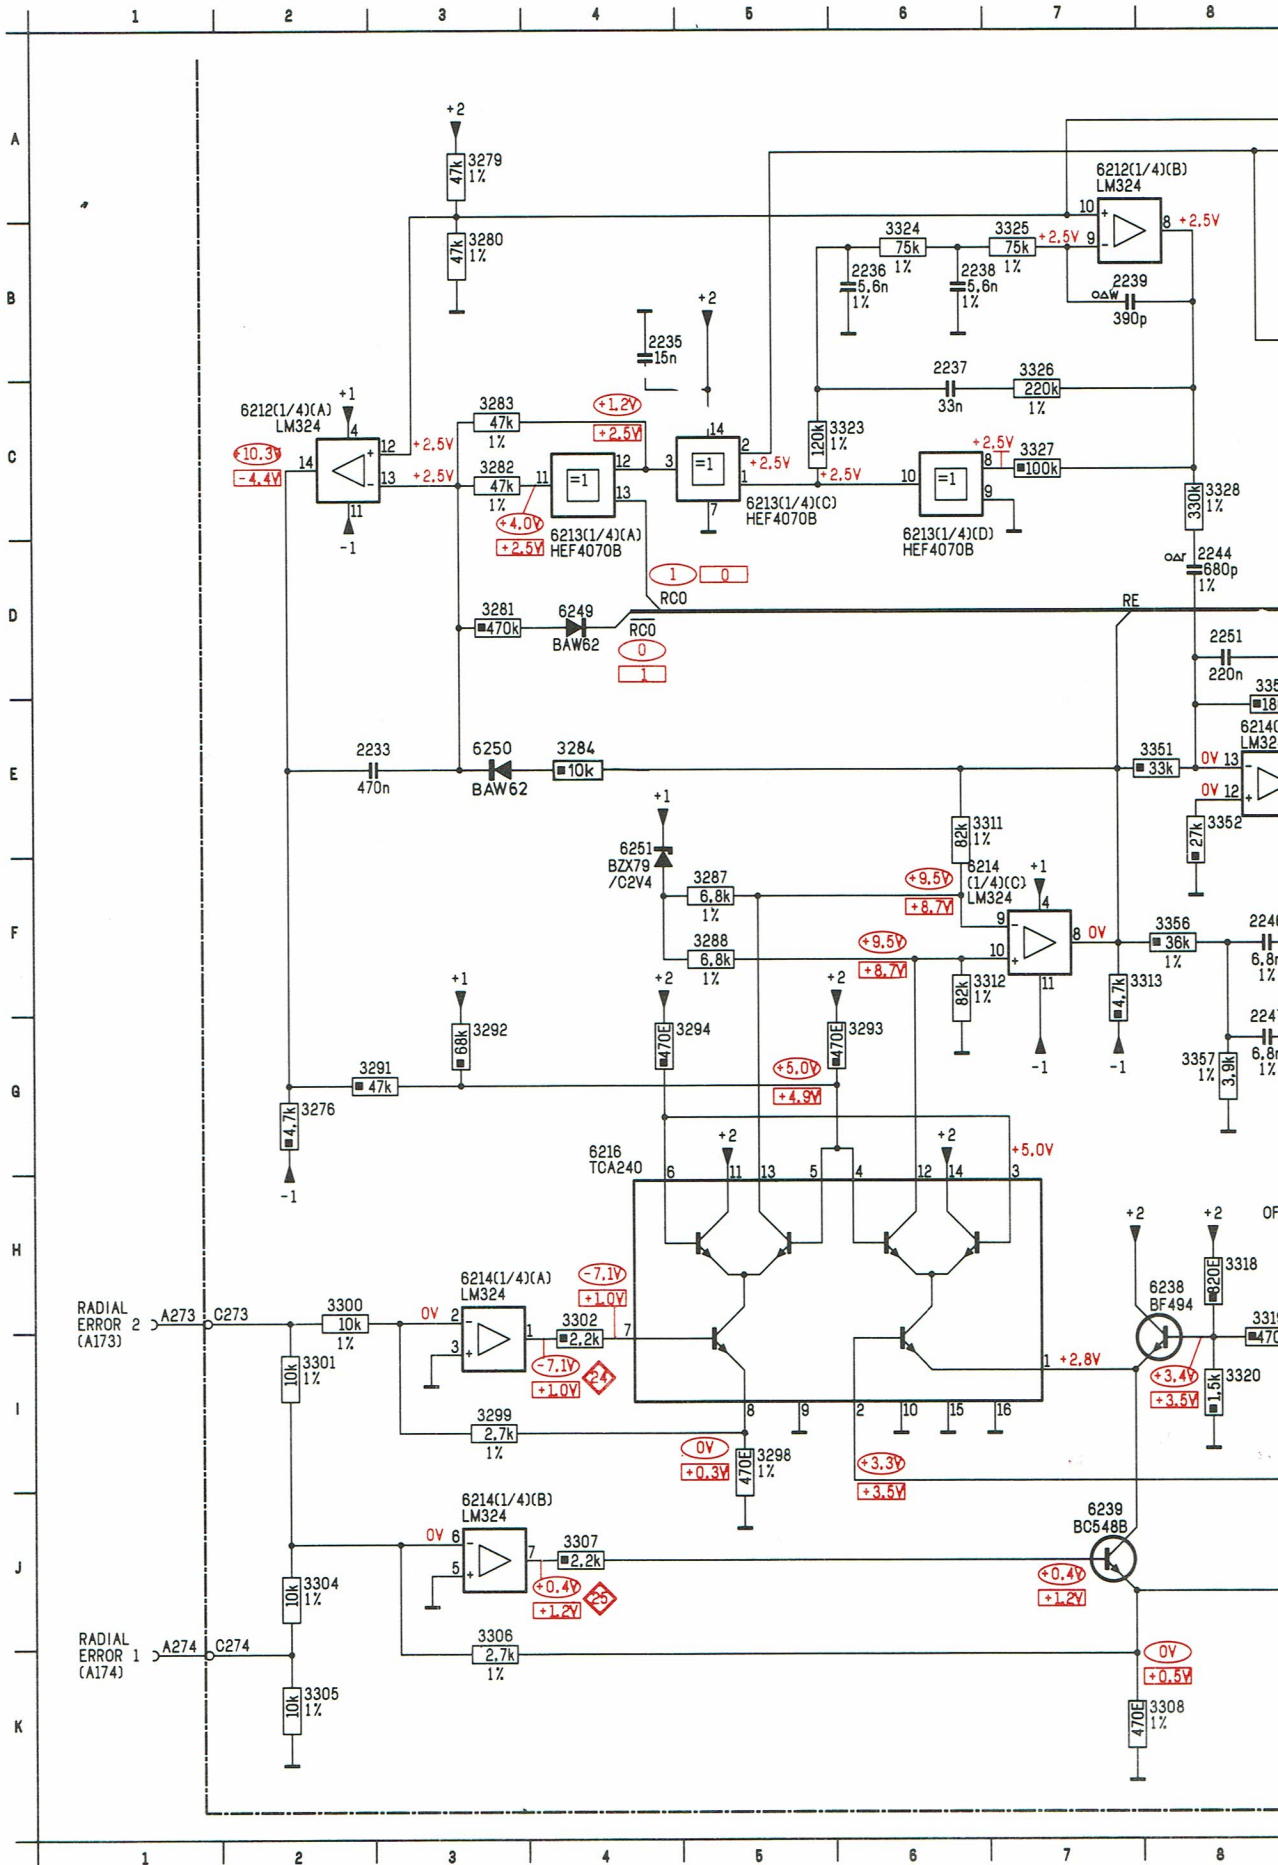 1 2 3 4 5 6 7 8
A
+2
3279
47k
1%
6212(1/4)(B)
LM324
10
+
8
+2.5V
9
-
+2.5V
3280
47k
1%
3324
75k
1%
3325
75k
1%
B
2236
5,6n
1%
2238
5,6n
1%
2239
390p
+2
2235
15n
2237
33n
3326
220k
1%
C
6212(1/4)(A)
LM324
+1
4
+10.3V
-4.4V
14
12
+
13
-
11
-1
+2.5V
+2.5V
3283
47k
1%
3282
47k
1%
+1.2V
+2.5V
11
=1
12
13
+4.0V
+2.5V
6213(1/4)(A)
HEF4070B
14
3
=1
2
1
7
+2.5V
6213(1/4)(C)
HEF4070B
3323
120k
1%
+2.5V
10
=1
8
9
+2.5V
3327
100k
6213(1/4)(D)
HEF4070B
3328
330k
1%
D
1
0
RC0
RC0
0
1
3281
470k
6249
BAW62
RE
2244
680p
1%
2251
220n
E
2233
470n
6250
BAW62
3284
10k
3351
33k
0V
13
0V
12
3352
27k
+1
6251
BZX79
/C2V4
3311
82k
1%
F
3287
6,8k
1%
3288
6,8k
1%
+9.5V
+8.7V
+9.5V
+8.7V
6214
(1/4)(C)
LM324
+1
4
9
-
10
+
8
0V
11
3312
82k
1%
3313
4,7k
3356
36k
1%
6,8n
1%
G
+1
3292
68k
+2
3294
470E
+2
3293
470E
-1
-1
3291
47k
3276
4,7k
-1
+5.0V
+4.9V
3357
1%
3,9k
6,8n
1%
6216
TCA240
+2
+2
+5.0V
6 11 13 5 4 12 14 3
H
+2
+2
3318
820E
6238
BF494
RADIAL
ERROR 2
(A173)
A273
C273
3300
10k
1%
0V
6214(1/4)(A)
LM324
2
-
3
+
1
-7.1V
+1.0V
3302
2,2k
7
-7.1V
+1.0V
24
I
3301
10k
1%
1
+2.8V
+3.4V
+3.5V
3320
1,5k
8 9 2 10 15 16
3299
2,7k
1%
0V
+0.3V
3298
470E
1%
+3.3V
+3.5V
J
0V
6214(1/4)(B)
LM324
6
-
5
+
7
3307
2,2k
+0.4V
+1.2V
25
6239
BC548B
+0.4V
+1.2V
3304
10k
1%
RADIAL
ERROR 1
(A174)
A274
C274
3306
2,7k
1%
0V
+0.5V
K
3305
10k
1%
3308
470E
1%
1 2 3 4 5 6 7 8